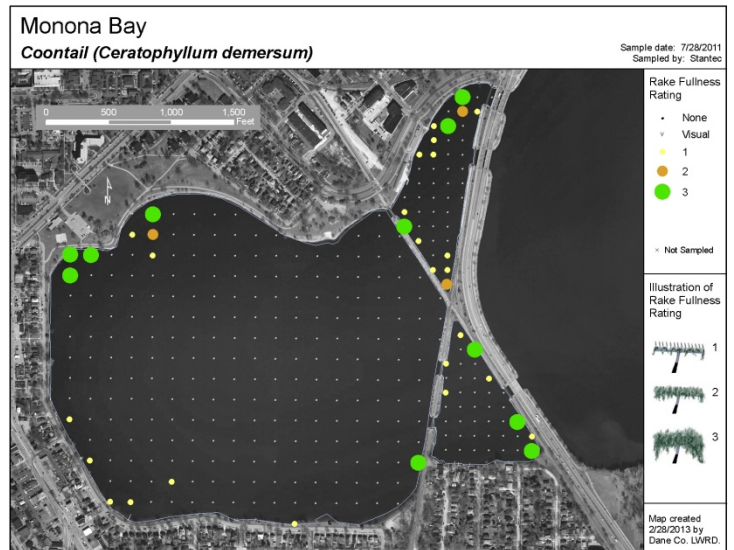 Monona Bay
Coontail (Ceratophyllum demersum)
Sample date: 7/28/2011
Sampled by: Stantec
0 500 1,000 1,500
Feet
N
Rake Fullness
Rating
None
Visual
1
2
3
Not Sampled
Illustration of
Rake Fullness
Rating
1
2
3
Map created
2/28/2013 by
Dane Co. LWRD.